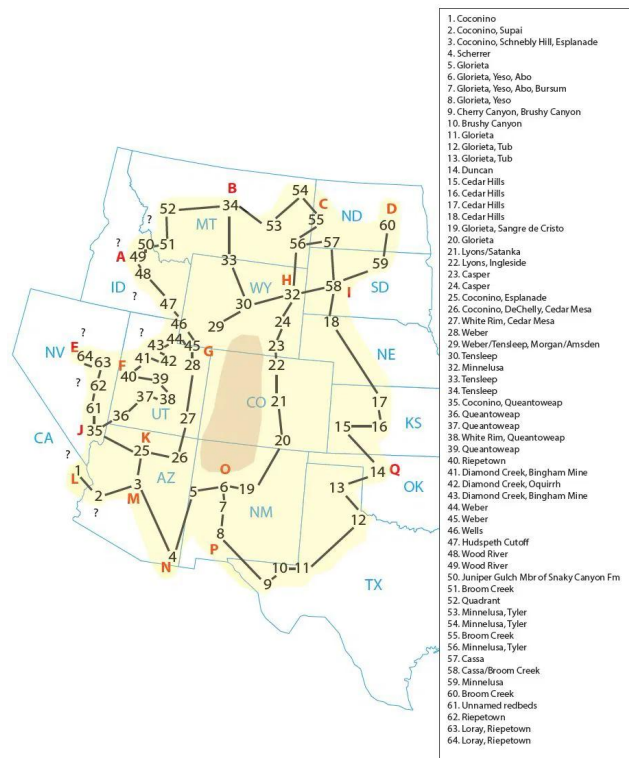 B
54
C
52
34
ND
D
?
MT
53
55
60
?
50
51
56
57
A
49
33
59
48
WY
H
58
I
SD
ID
?
47
30
32
46
29
24
18
?
?
44
E
43
45
G
23
NE
NV
64
63
F
41
42
28
22
?
62
40
39
61
37
38
CO
21
17
36
UT
27
KS
J
35
15
16
CA
K
20
?
25
26
O
14
Q
L
1
AZ
6
19
13
OK
2
3
M
5
7
NM
?
8
12
4
P
N
10
11
9
TX
1. Coconino
2. Coconino, Supai
3. Coconino, Schnebly Hill, Esplanade
4. Scherrer
5. Glorieta
6. Glorieta, Yeso, Abo
7. Glorieta, Yeso, Abo, Bursum
8. Glorieta, Yeso
9. Cherry Canyon, Brushy Canyon
10. Brushy Canyon
11. Glorieta
12. Glorieta, Tub
13. Glorieta, Tub
14. Duncan
15. Cedar Hills
16. Cedar Hills
17. Cedar Hills
18. Cedar Hills
19. Glorieta, Sangre de Cristo
20. Glorieta
21. Lyons/Satanka
22. Lyons, Ingleside
23. Casper
24. Casper
25. Coconino, Esplanade
26. Coconino, DeChelly, Cedar Mesa
27. White Rim, Cedar Mesa
28. Weber
29. Weber/Tensleep, Morgan/Amsden
30. Tensleep
32. Minnelusa
33. Tensleep
34. Tensleep
35. Coconino, Queantoweap
36. Queantoweap
37. Queantoweap
38. White Rim, Queantoweap
39. Queantoweap
40. Riepetown
41. Diamond Creek, Bingham Mine
42. Diamond Creek, Oquirrh
43. Diamond Creek, Bingham Mine
44. Weber
45. Weber
46. Wells
47. Hudspeth Cutoff
48. Wood River
49. Wood River
50. Juniper Gulch Mbr of Snaky Canyon Fm
51. Broom Creek
52. Quadrant
53. Minnelusa, Tyler
54. Minnelusa, Tyler
55. Broom Creek
56. Minnelusa, Tyler
57. Cassa
58. Cassa/Broom Creek
59. Minnelusa
60. Broom Creek
61. Unnamed redbeds
62. Riepetown
63. Loray, Riepetown
64. Loray, Riepetown